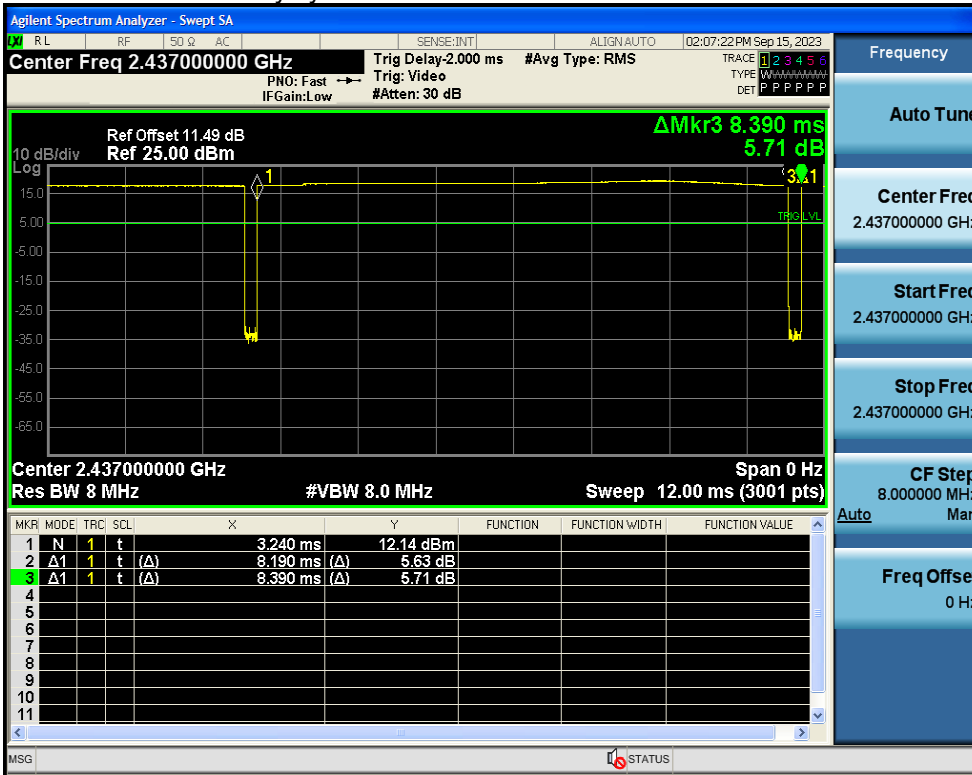 Agilent Spectrum Analyzer - Swept SA
LXI RL RF 50 Ω AC SENSE:INT ALIGN AUTO 02:07:22 PM Sep 15, 2023
Center Freq 2.437000000 GHz
PNO: Fast
IFGain:Low
Trig Delay-2.000 ms
Trig: Video
#Atten: 30 dB
#Avg Type: RMS
TRACE 1 2 3 4 5 6
TYPE
DET P P P P P P
ΔMkr3 8.390 ms
5.71 dB
Ref Offset 11.49 dB
10 dB/div Ref 25.00 dBm
Log
1
3Δ1
15.0
TRIG LVL
5.00
-5.00
-15.0
-25.0
-35.0
-45.0
-55.0
-65.0
Center 2.437000000 GHz Span 0 Hz
Res BW 8 MHz #VBW 8.0 MHz Sweep 12.00 ms (3001 pts)
MKR MODE TRC SCL X Y FUNCTION FUNCTION WIDTH FUNCTION VALUE
1 N 1 t 3.240 ms 12.14 dBm
2 Δ1 1 t (Δ) 8.190 ms (Δ) 5.63 dB
3 Δ1 1 t (Δ) 8.390 ms (Δ) 5.71 dB
4
5
6
7
8
9
10
11
MSG STATUS
Frequency
Auto Tune
Center Freq
2.437000000 GHz
Start Freq
2.437000000 GHz
Stop Freq
2.437000000 GHz
CF Step
8.000000 MHz
Auto Man
Freq Offset
0 Hz